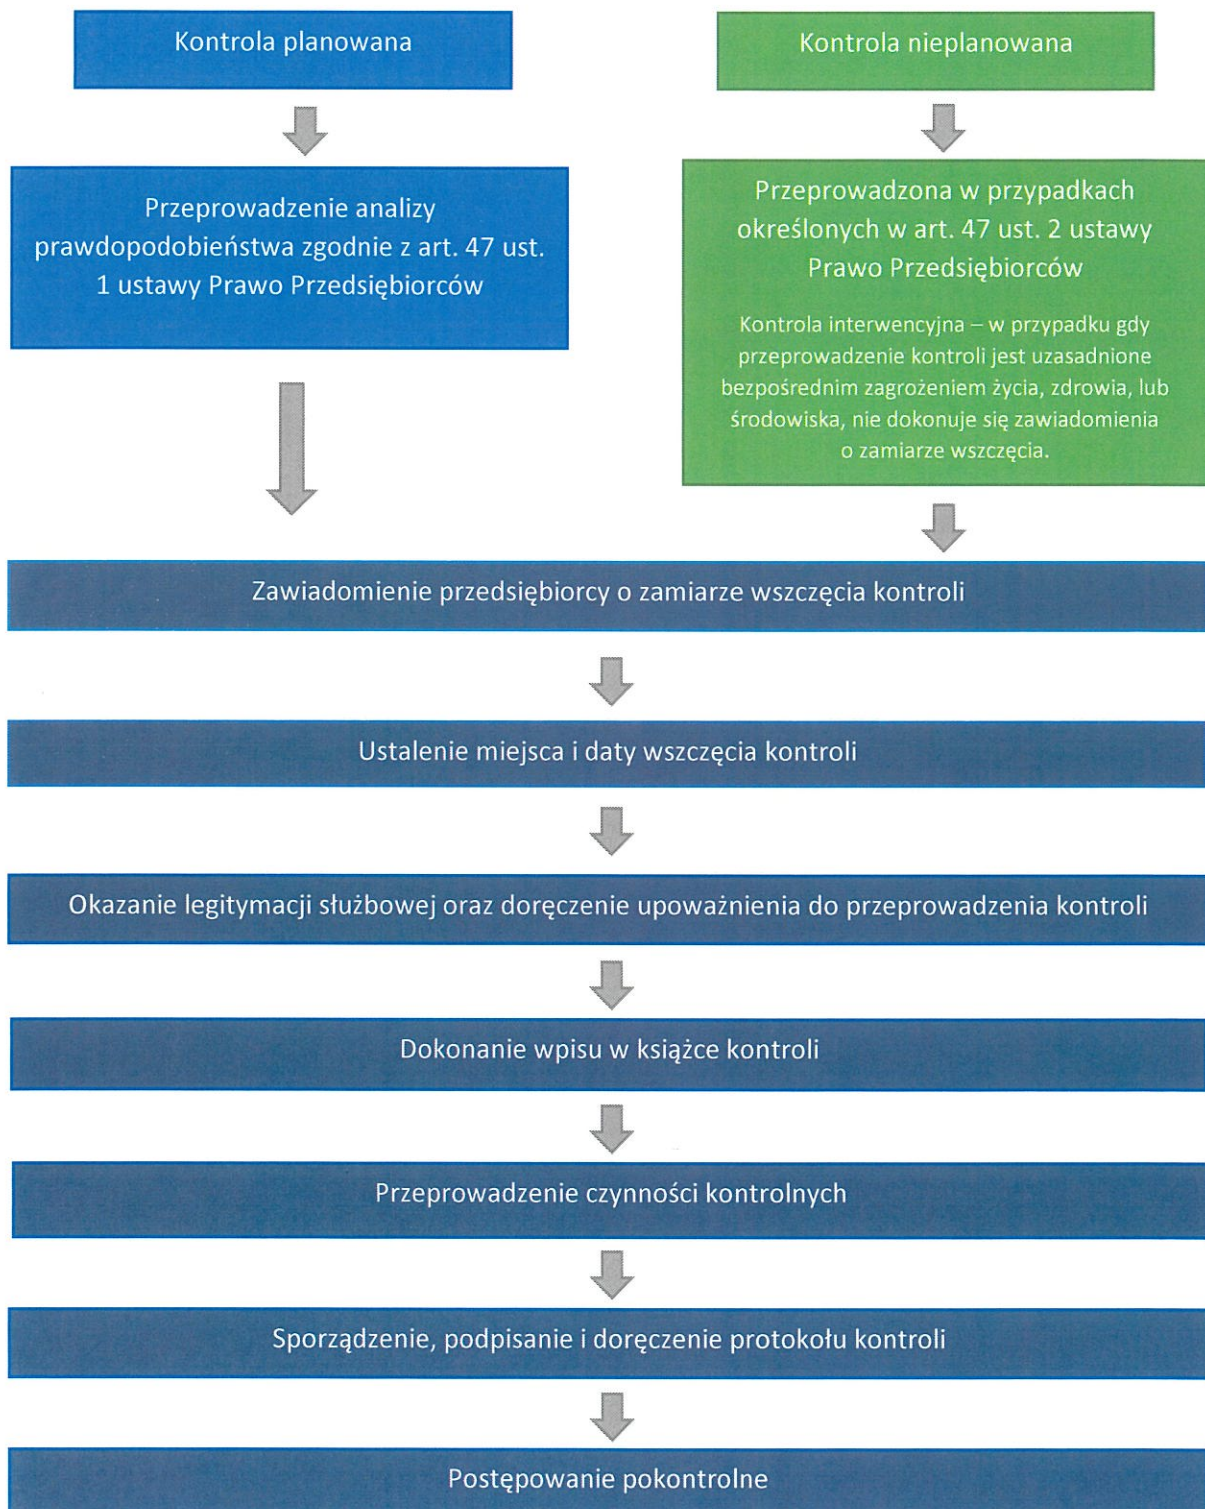 Kontrola planowana
Kontrola nieplanowana
Przeprowadzenie analizy
prawdopodobieństwa zgodnie z art. 47 ust.
1 ustawy Prawo Przedsiębiorców
Przeprowadzona w przypadkach
określonych w art. 47 ust. 2 ustawy
Prawo Przedsiębiorców
Kontrola interwencyjna – w przypadku gdy
przeprowadzenie kontroli jest uzasadnione
bezpośrednim zagrożeniem życia, zdrowia, lub
środowiska, nie dokonuje się zawiadomienia
o zamiarze wszczęcia.
Zawiadomienie przedsiębiorcy o zamiarze wszczęcia kontroli
Ustalenie miejsca i daty wszczęcia kontroli
Okazanie legitymacji służbowej oraz doręczenie upoważnienia do przeprowadzenia kontroli
Dokonanie wpisu w książce kontroli
Przeprowadzenie czynności kontrolnych
Sporządzenie, podpisanie i doręczenie protokołu kontroli
Postępowanie pokontrolne